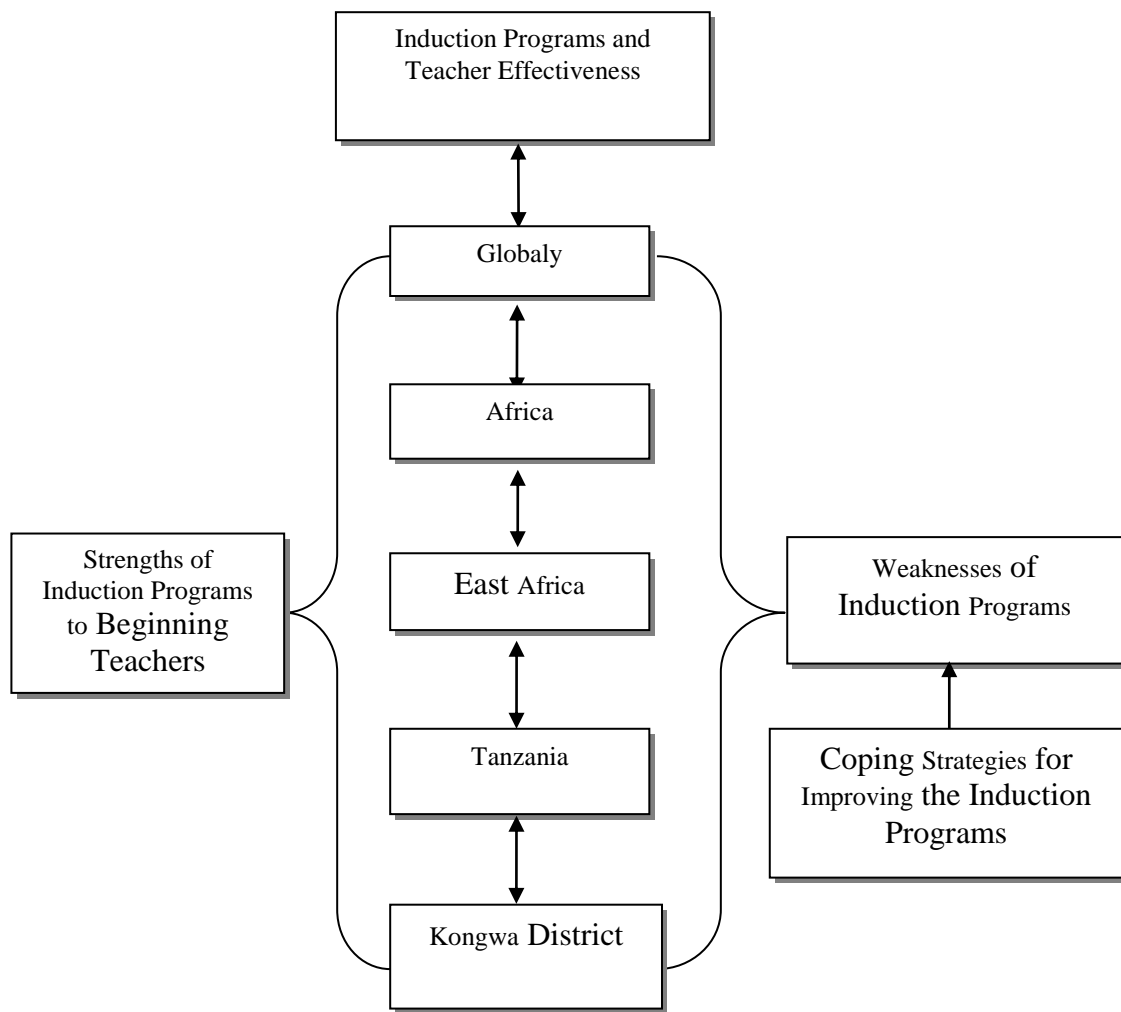 Induction Programs and
Teacher Effectiveness
Globaly
Africa
Strengths of
Induction Programs
to Beginning
Teachers
East Africa
Weaknesses of
Induction Programs
Tanzania
Coping Strategies for
Improving the Induction
Programs
Kongwa District